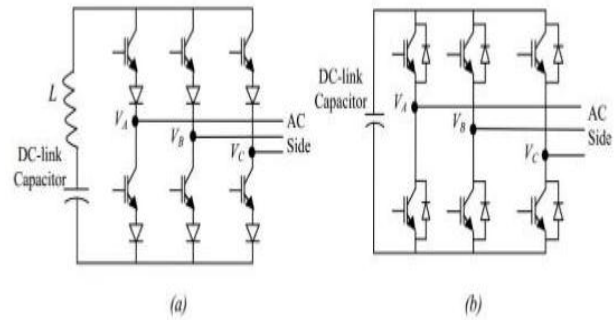 L
DC-link
Capacitor
V_A
V_B
V_C
AC
Side
(a)
DC-link
Capacitor
V_A
V_B
V_C
AC
Side
(b)